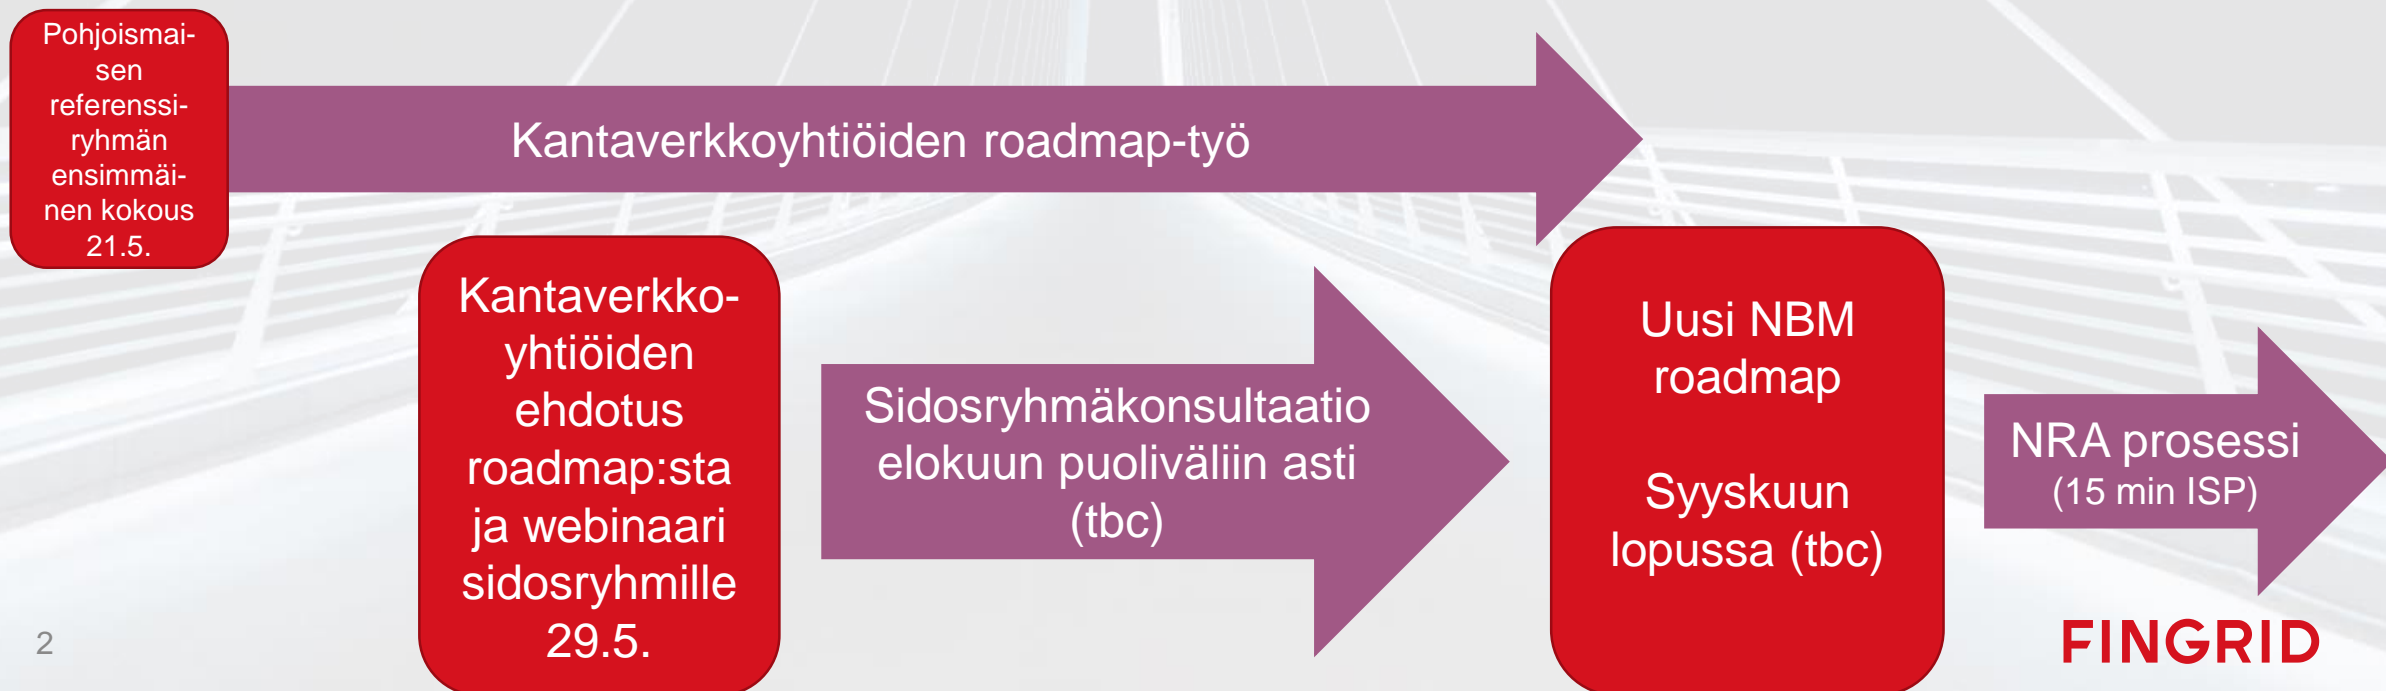 Pohjoismai-
sen
referenssi-
ryhmän
ensimmäi-
nen kokous
21.5.
Kantaverkkoyhtiöiden roadmap-työ
Kantaverkko-
yhtiöiden
ehdotus
roadmap:sta
ja webinaari
sidosryhmille
29.5.
Sidosryhmäkonsultaatio
elokuun puoliväliin asti
(tbc)
Uusi NBM
roadmap
Syyskuun
lopussa (tbc)
NRA prosessi
(15 min ISP)
2
FINGRID